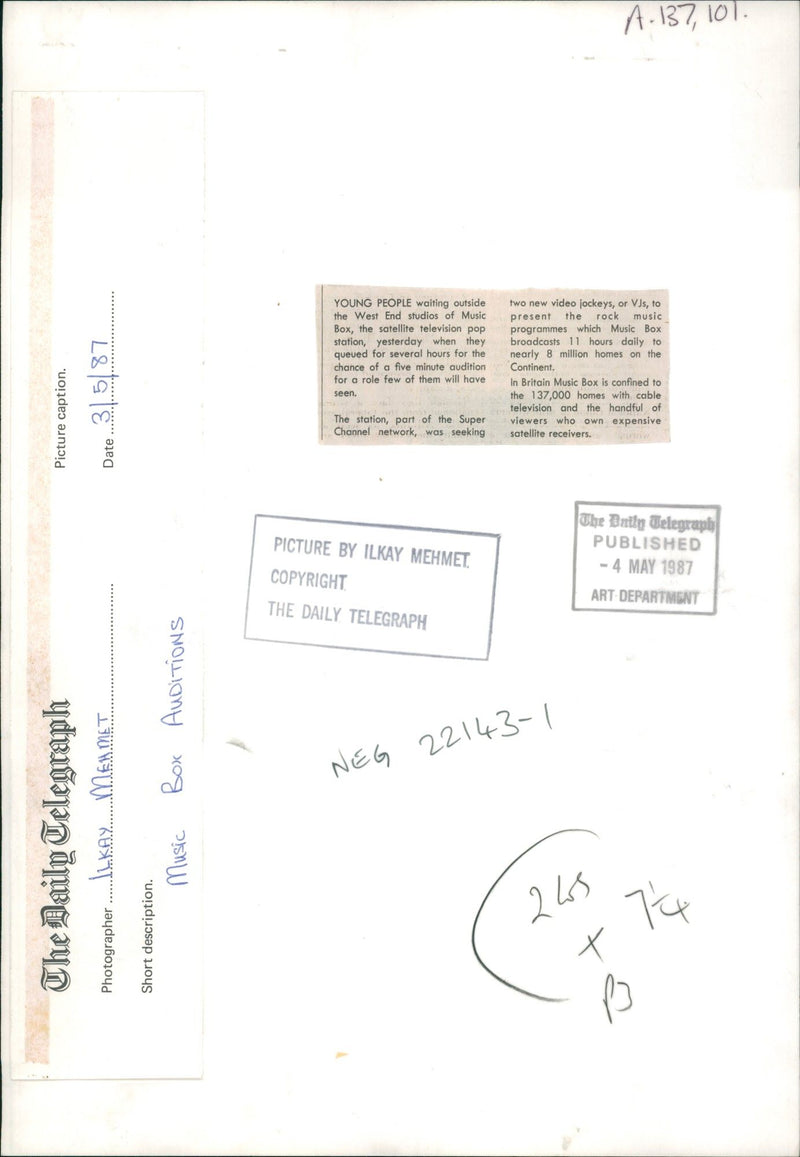 A.137,101.
The Daily Telegraph
Picture caption.
Photographer ILKAY MEHMET
Date 3/5/87
Short description.
MUSIC BOX AUDITIONS
YOUNG PEOPLE waiting outside
the West End studios of Music
Box, the satellite television pop
station, yesterday when they
queued for several hours for the
chance of a five minute audition
for a role few of them will have
seen.
The station, part of the Super
Channel network, was seeking
two new video jockeys, or VJs, to
present the rock music
programmes which Music Box
broadcasts 11 hours daily to
nearly 8 million homes on the
Continent.
In Britain Music Box is confined to
the 137,000 homes with cable
television and the handful of
viewers who own expensive
satellite receivers.
PICTURE BY ILKAY MEHMET.
COPYRIGHT.
THE DAILY TELEGRAPH
The Daily Telegraph
PUBLISHED
- 4 MAY 1987
ART DEPARTMENT
NEG 22143-1
X 7¼
P3